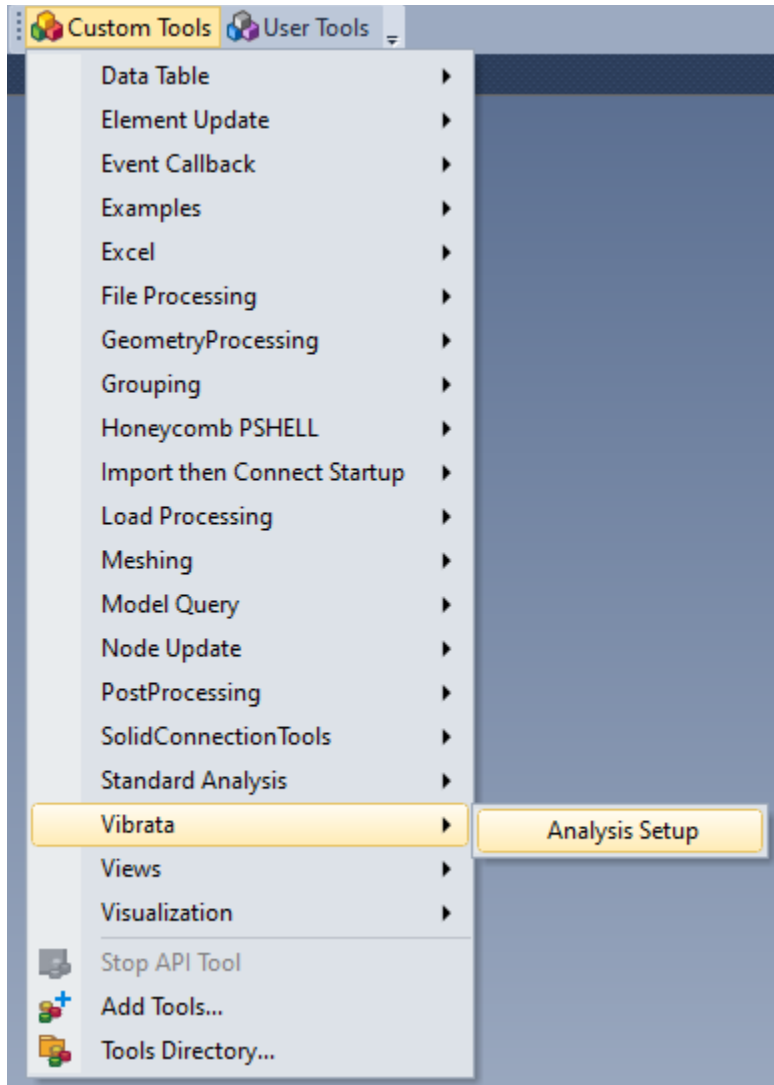 Custom Tools User Tools
Data Table
Element Update
Event Callback
Examples
Excel
File Processing
GeometryProcessing
Grouping
Honeycomb PSHELL
Import then Connect Startup
Load Processing
Meshing
Model Query
Node Update
PostProcessing
SolidConnectionTools
Standard Analysis
Vibrata
Analysis Setup
Views
Visualization
Stop API Tool
Add Tools...
Tools Directory...